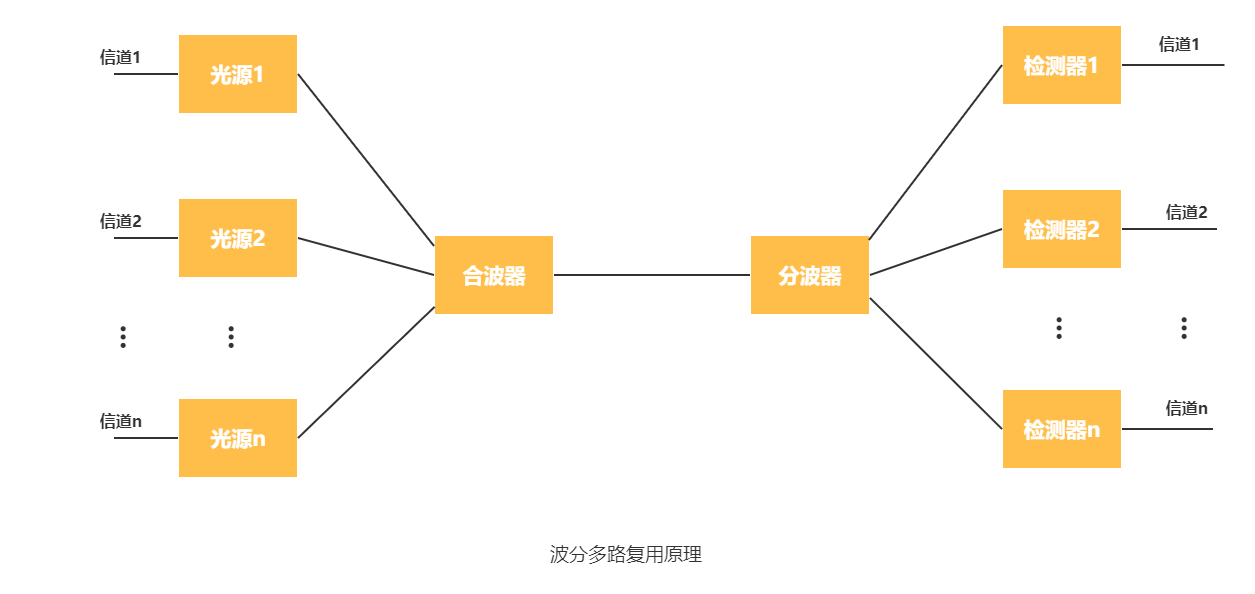 信道1
光源1
检测器1
信道1
信道2
光源2
检测器2
信道2
合波器
分波器
信道n
光源n
检测器n
信道n
波分多路复用原理